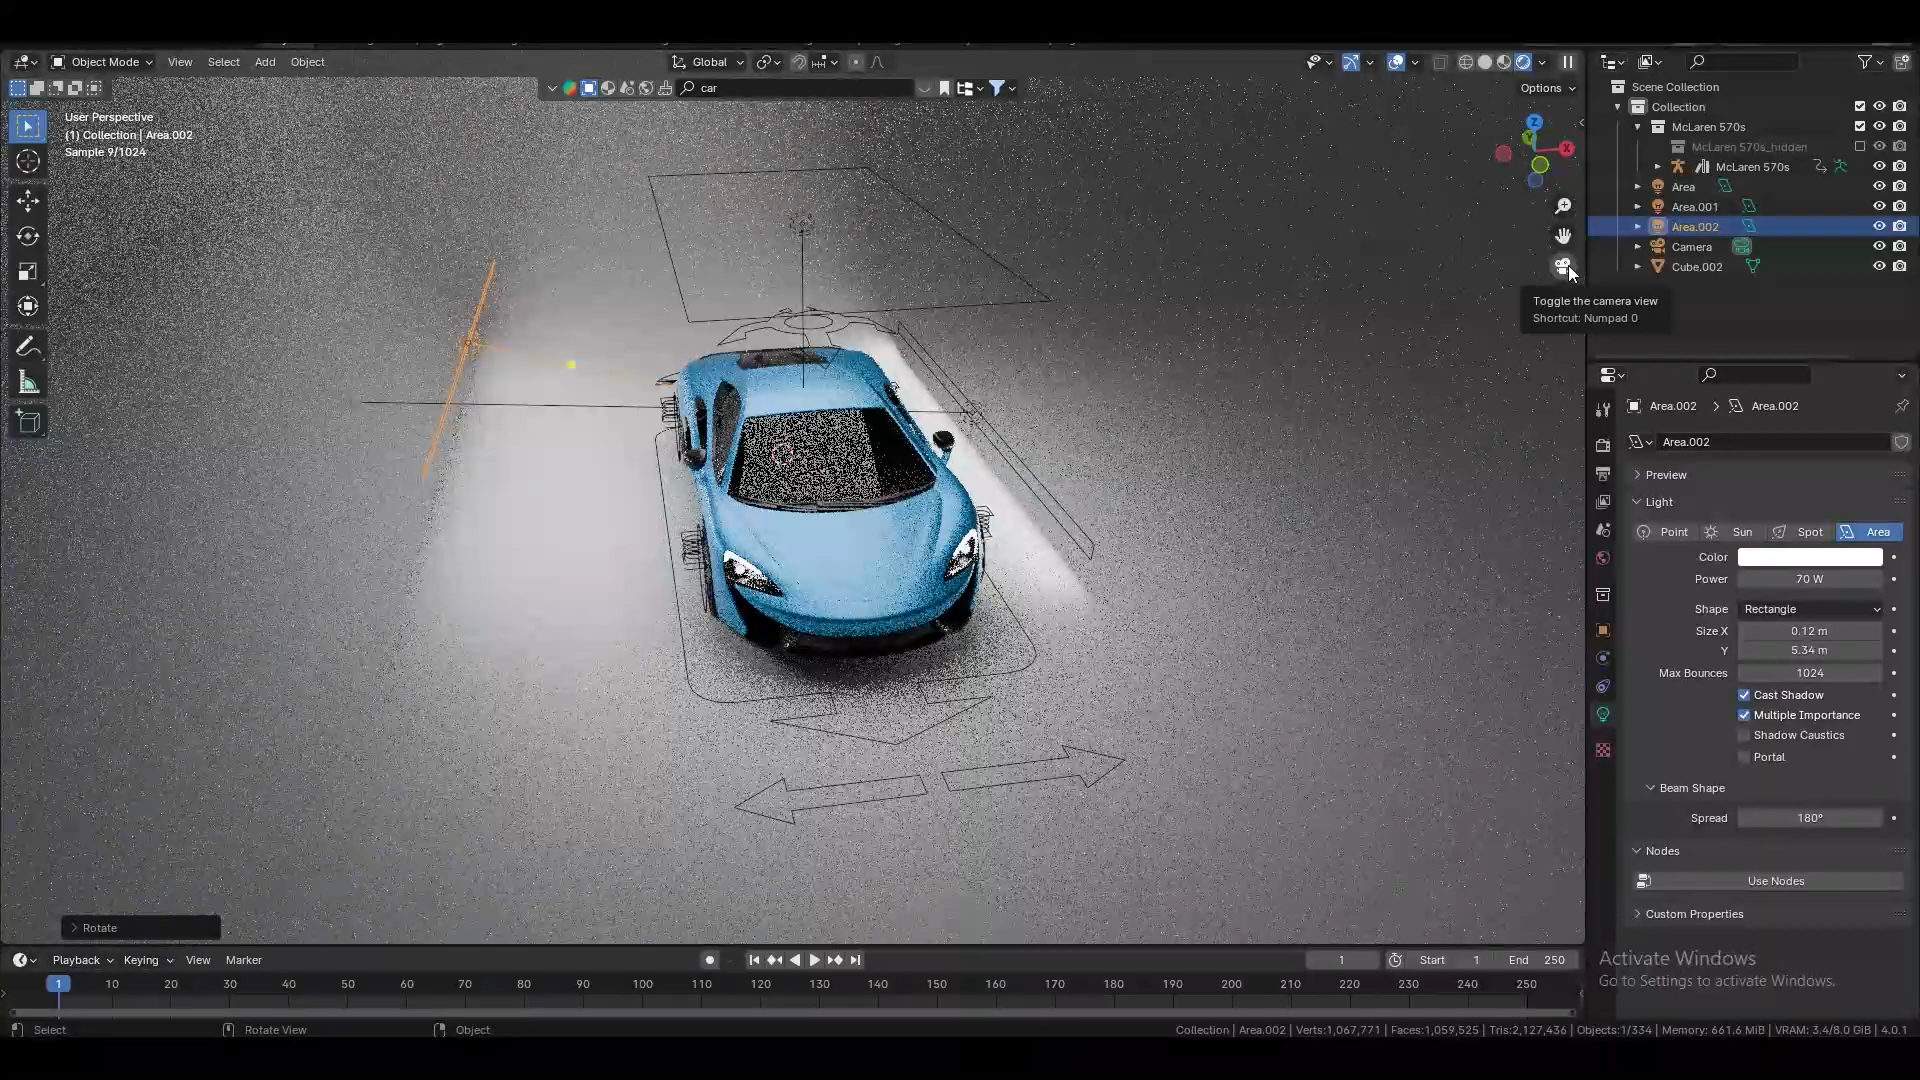 Object Mode View Select Add Object Global
car Options
User Perspective
(1) Collection | Area.002
Sample 9/1024
Z
Y
X
Toggle the camera view
Shortcut: Numpad 0
Rotate
Scene Collection
Collection
McLaren 570s
McLaren 570s_hidden
McLaren 570s
Area
Area.001
Area.002
Camera
Cube.002
Area.002 > Area.002
Area.002
Preview
Light
Point Sun Spot Area
Color
Power 70 W
Shape Rectangle
Size X 0.12 m
Y 5.34 m
Max Bounces 1024
Cast Shadow
Multiple Importance
Shadow Caustics
Portal
Beam Shape
Spread 180°
Nodes
Use Nodes
Custom Properties
Activate Windows
Go to Settings to activate Windows.
Playback Keying View Marker 1 Start 1 End 250
1 10 20 30 40 50 60 70 80 90 100 110 120 130 140 150 160 170 180 190 200 210 220 230 240 250
Select Rotate View Object Collection | Area.002 | Verts:1,067,771 | Faces:1,059,525 | Tris:2,127,436 | Objects:1/334 | Memory: 661.6 MiB | VRAM: 3.4/8.0 GiB | 4.0.1